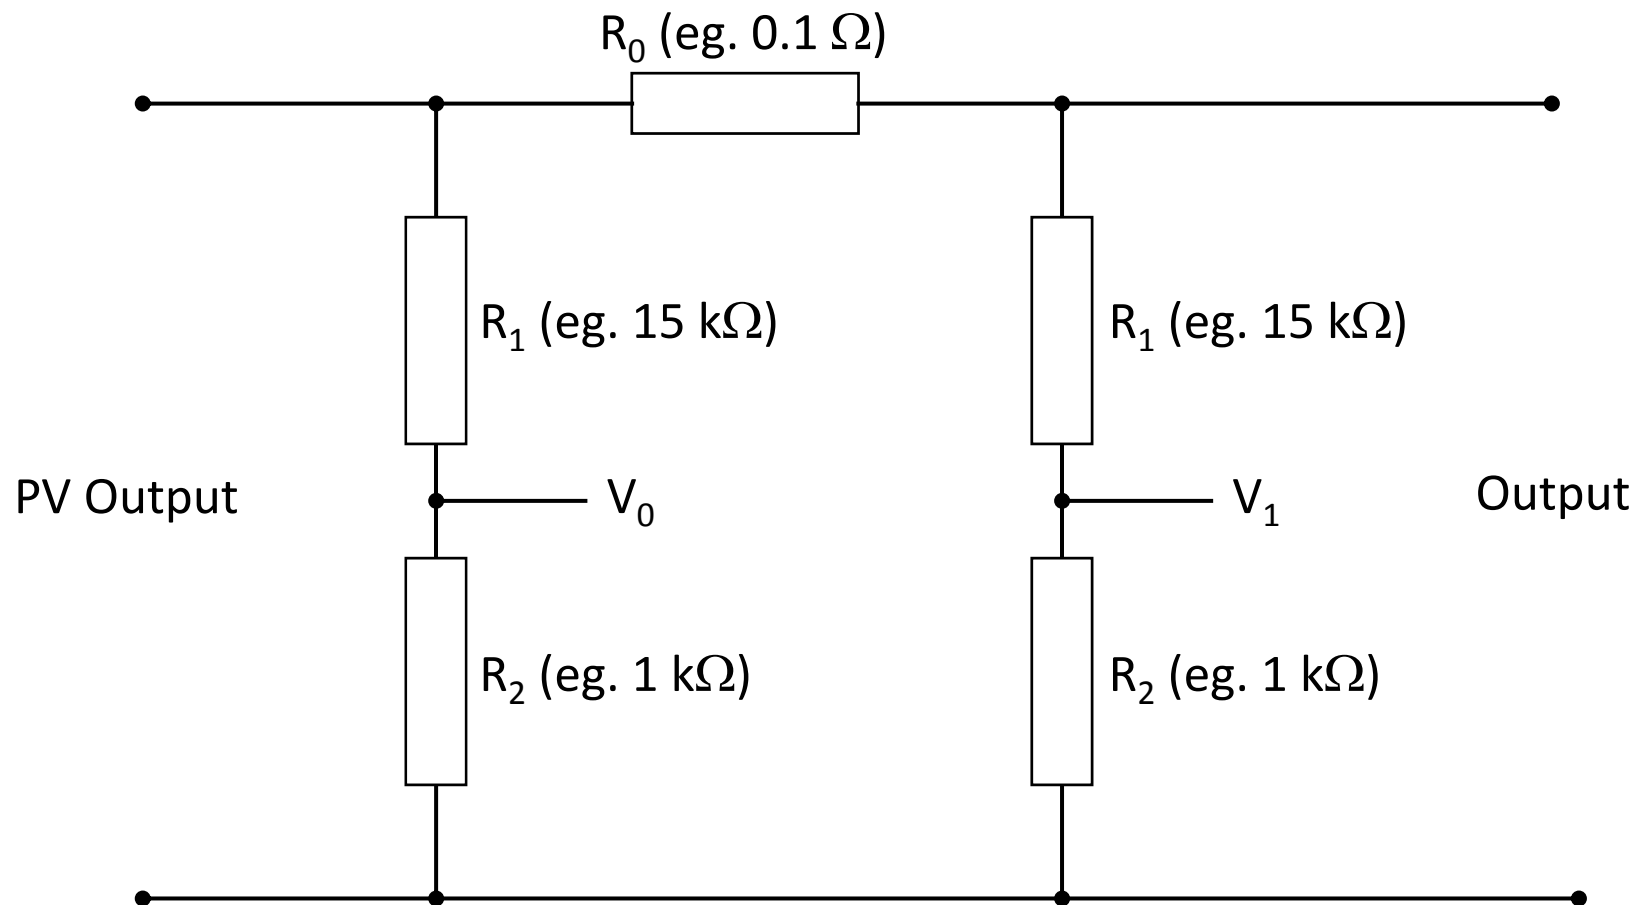 R₀ (eg. 0.1 Ω)
R₁ (eg. 15 kΩ)
R₁ (eg. 15 kΩ)
PV Output
V₀
V₁
Output
R₂ (eg. 1 kΩ)
R₂ (eg. 1 kΩ)